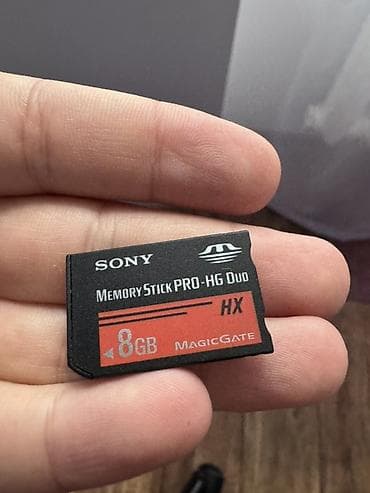 SONY
MEMORY STICK PRO-HG DUO
HX
8GB MAGICGATE